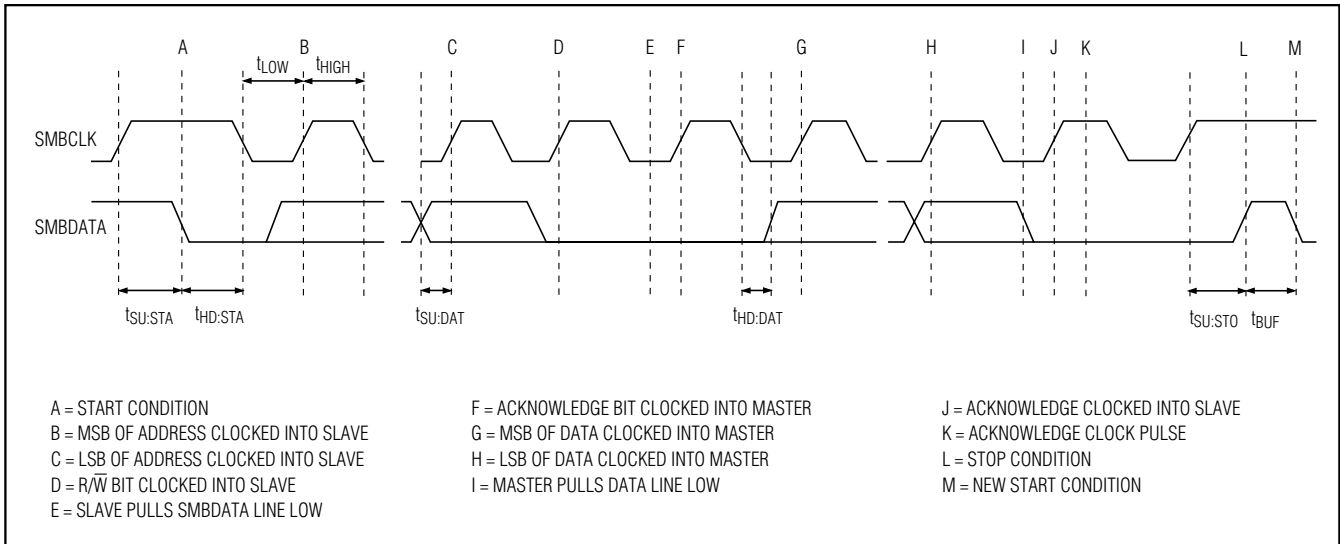 A B C D E F G H I J K L M
tLOW tHIGH
SMBCLK
SMBDATA
tSU:STA tHD:STA tSU:DAT tHD:DAT tSU:STO tBUF
A = START CONDITION
B = MSB OF ADDRESS CLOCKED INTO SLAVE
C = LSB OF ADDRESS CLOCKED INTO SLAVE
D = R/W̅ BIT CLOCKED INTO SLAVE
E = SLAVE PULLS SMBDATA LINE LOW
F = ACKNOWLEDGE BIT CLOCKED INTO MASTER
G = MSB OF DATA CLOCKED INTO MASTER
H = LSB OF DATA CLOCKED INTO MASTER
I = MASTER PULLS DATA LINE LOW
J = ACKNOWLEDGE CLOCKED INTO SLAVE
K = ACKNOWLEDGE CLOCK PULSE
L = STOP CONDITION
M = NEW START CONDITION